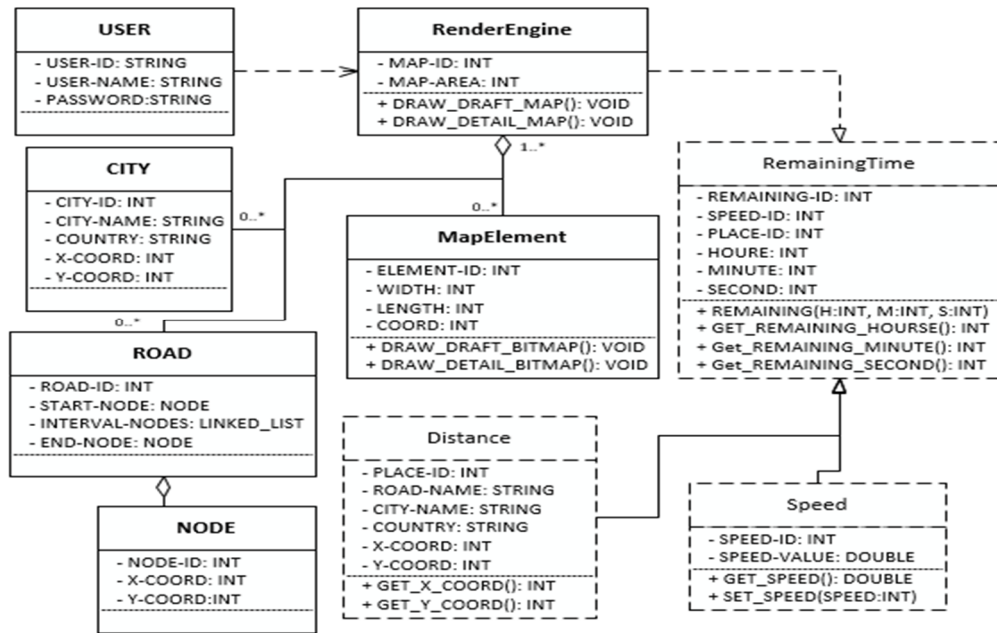 USER
- USER-ID: STRING
- USER-NAME: STRING
- PASSWORD:STRING
RenderEngine
- MAP-ID: INT
- MAP-AREA: INT
+ DRAW_DRAFT_MAP(): VOID
+ DRAW_DETAIL_MAP(): VOID
1..*
CITY
- CITY-ID: INT
- CITY-NAME: STRING
- COUNTRY: STRING
- X-COORD: INT
- Y-COORD: INT
0..*
0..*
0..*
MapElement
- ELEMENT-ID: INT
- WIDTH: INT
- LENGTH: INT
- COORD: INT
+ DRAW_DRAFT_BITMAP(): VOID
+ DRAW_DETAIL_BITMAP(): VOID
RemainingTime
- REMAINING-ID: INT
- SPEED-ID: INT
- PLACE-ID: INT
- HOURE: INT
- MINUTE: INT
- SECOND: INT
+ REMAINING(H:INT, M:INT, S:INT)
+ GET_REMAINING_HOURSE(): INT
+ Get_REMAINING_MINUTE(): INT
+ Get_REMAINING_SECOND(): INT
ROAD
- ROAD-ID: INT
- START-NODE: NODE
- INTERVAL-NODES: LINKED_LIST
- END-NODE: NODE
NODE
- NODE-ID: INT
- X-COORD: INT
- Y-COORD:INT
Distance
- PLACE-ID: INT
- ROAD-NAME: STRING
- CITY-NAME: STRING
- COUNTRY: STRING
- X-COORD: INT
- Y-COORD: INT
+ GET_X_COORD(): INT
+ GET_Y_COORD(): INT
Speed
- SPEED-ID: INT
- SPEED-VALUE: DOUBLE
+ GET_SPEED(): DOUBLE
+ SET_SPEED(SPEED:INT)